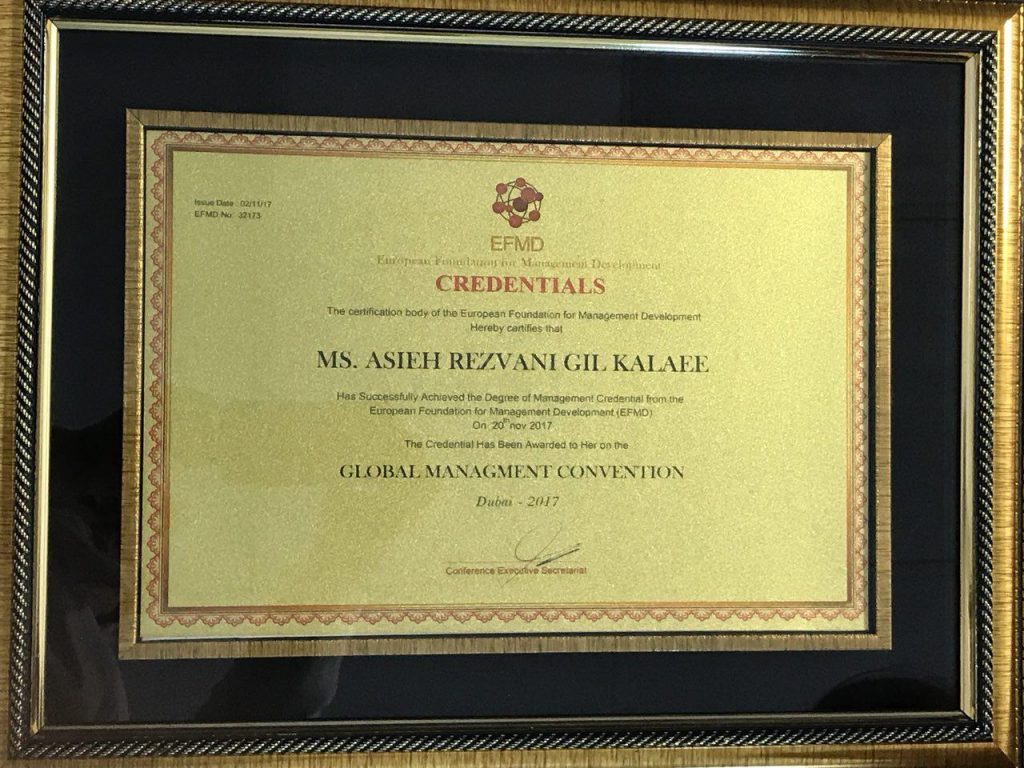 Issue Date : 02/11/17
EFMD No: 32173
EFMD
European Foundation for Management Development
CREDENTIALS
The certification body of the European Foundation for Management Development
Hereby certifies that
MS. ASIEH REZVANI GIL KALAEE
Has Successfully Achieved the Degree of Management Credential from the
European Foundation for Management Development (EFMD)
On 20th nov 2017
The Credential Has Been Awarded to Her on the
GLOBAL MANAGMENT CONVENTION
Dubai - 2017
Conference Executive Secretariat